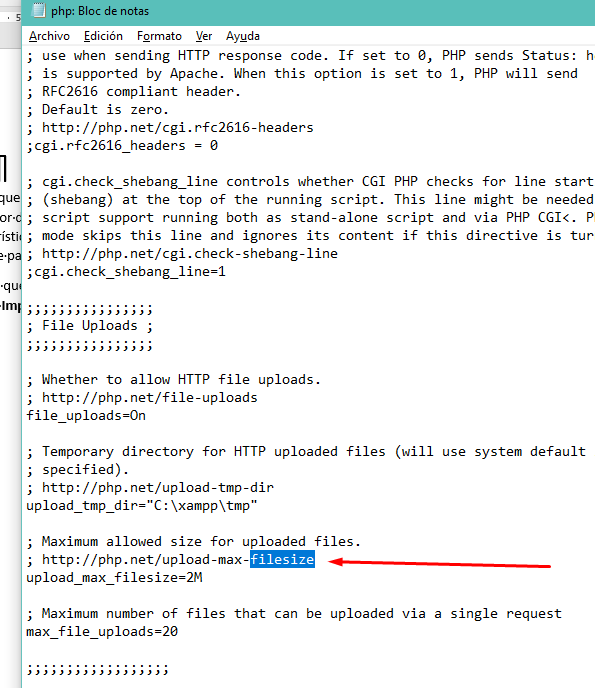 php: Bloc de notas
Archivo Edición Formato Ver Ayuda
; use when sending HTTP response code. If set to 0, PHP sends Status: h
; is supported by Apache. When this option is set to 1, PHP will send
; RFC2616 compliant header.
; Default is zero.
; http://php.net/cgi.rfc2616-headers
;cgi.rfc2616_headers = 0
; cgi.check_shebang_line controls whether CGI PHP checks for line start
; (shebang) at the top of the running script. This line might be needed
; script support running both as stand-alone script and via PHP CGI<. P
; mode skips this line and ignores its content if this directive is tur
; http://php.net/cgi.check-shebang-line
;cgi.check_shebang_line=1
;;;;;;;;;;;;;;;;
; File Uploads ;
;;;;;;;;;;;;;;;;
; Whether to allow HTTP file uploads.
; http://php.net/file-uploads
file_uploads=On
; Temporary directory for HTTP uploaded files (will use system default
; specified).
; http://php.net/upload-tmp-dir
upload_tmp_dir="C:\xampp\tmp"
; Maximum allowed size for uploaded files.
; http://php.net/upload-max-filesize
upload_max_filesize=2M
; Maximum number of files that can be uploaded via a single request
max_file_uploads=20
;;;;;;;;;;;;;;;;;;